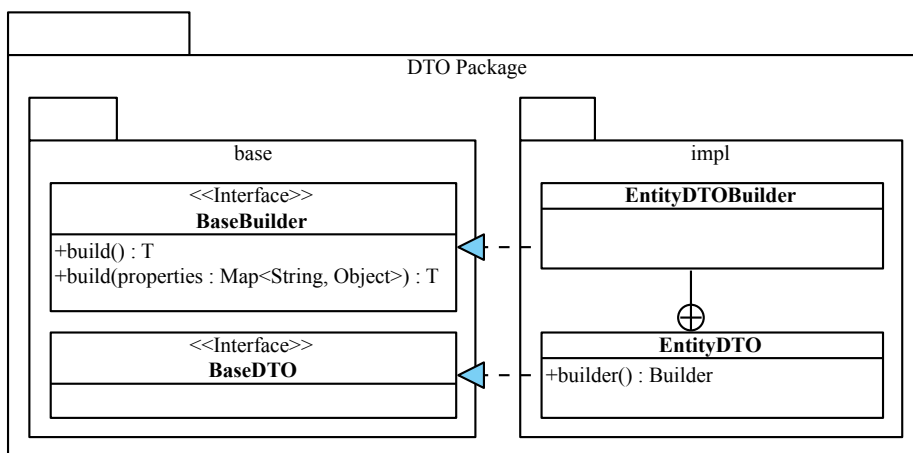 DTO Package
base
<<Interface>>
BaseBuilder
+build() : T
+build(properties : Map<String, Object>) : T
<<Interface>>
BaseDTO
impl
EntityDTOBuilder
EntityDTO
+builder() : Builder